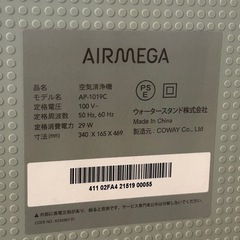 AIRMEGA
品名 空気清浄機
モデル名 AP-1019C
定格電圧 100 V~
定格周波数 50 Hz, 60 Hz
定格消費電力 29 W
寸法 340 X 165 X 469
PS
E
ウォータースタンド株式会社
Made in China
製造元 : COWAY Co., Ltd.
411 02FA4 21519 00055